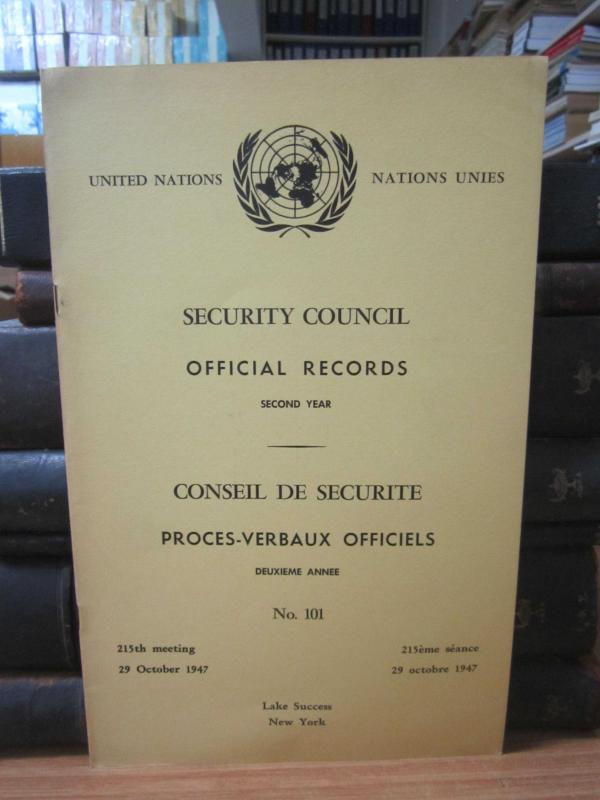 UNITED NATIONS
NATIONS UNIES
SECURITY COUNCIL
OFFICIAL RECORDS
SECOND YEAR
CONSEIL DE SECURITE
PROCES-VERBAUX OFFICIELS
DEUXIEME ANNEE
No. 101
215th meeting
215ème séance
29 October 1947
29 octobre 1947
Lake Success
New York